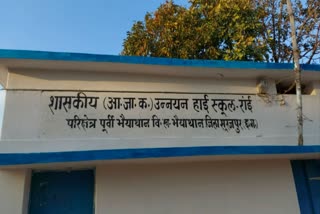 शासकीय (आ.जा.क.) उन्नयन हाई स्कूल-रांई
परिक्षेत्र पूर्वी भैयाथान वि.ख.-भैयाथान जिला सूरजपुर (छ.ग.)